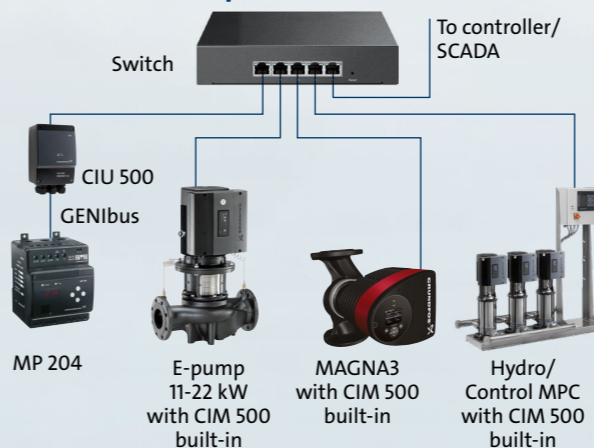 To controller/
SCADA
Switch
CIU 500
GENIbus
MP 204
E-pump
11-22 kW
with CIM 500
built-in
MAGNA3
with CIM 500
built-in
Hydro/
Control MPC
with CIM 500
built-in
GRUNDFOS